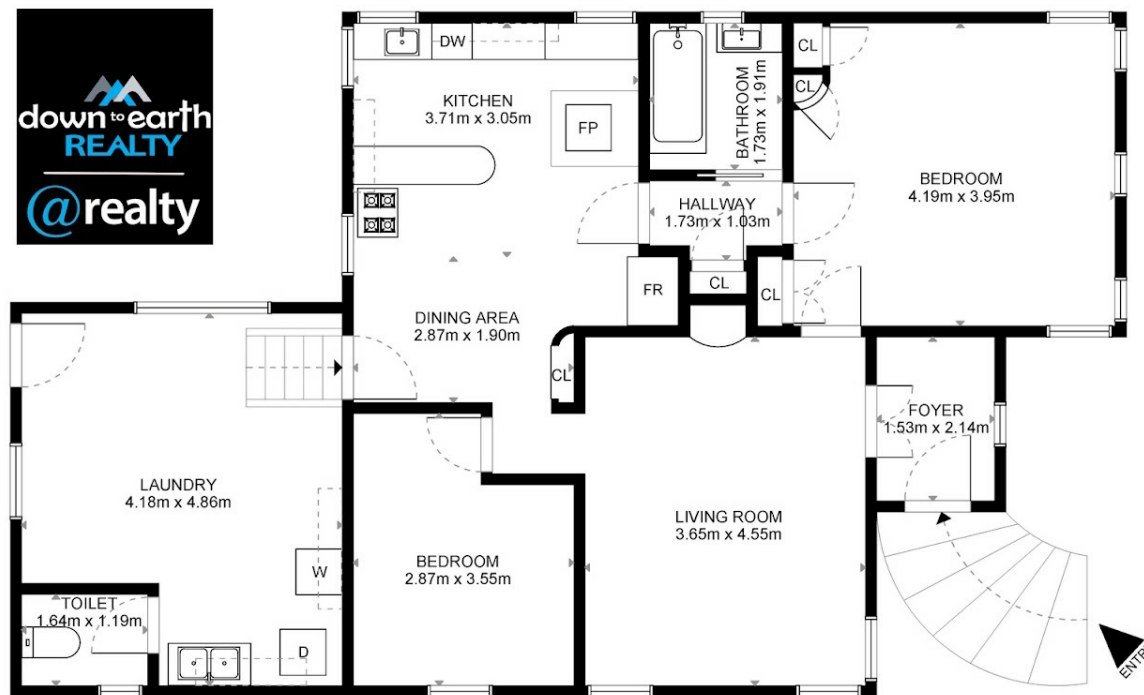 down to earth
REALTY
@realty
DW
KITCHEN
3.71m x 3.05m
FP
BATHROOM
1.73m x 1.91m
CL
CL
BEDROOM
4.19m x 3.95m
HALLWAY
1.73m x 1.03m
CL
CL
FR
DINING AREA
2.87m x 1.90m
CL
FOYER
1.53m x 2.14m
LAUNDRY
4.18m x 4.86m
LIVING ROOM
3.65m x 4.55m
BEDROOM
2.87m x 3.55m
W
TOILET
1.64m x 1.19m
D
ENTR